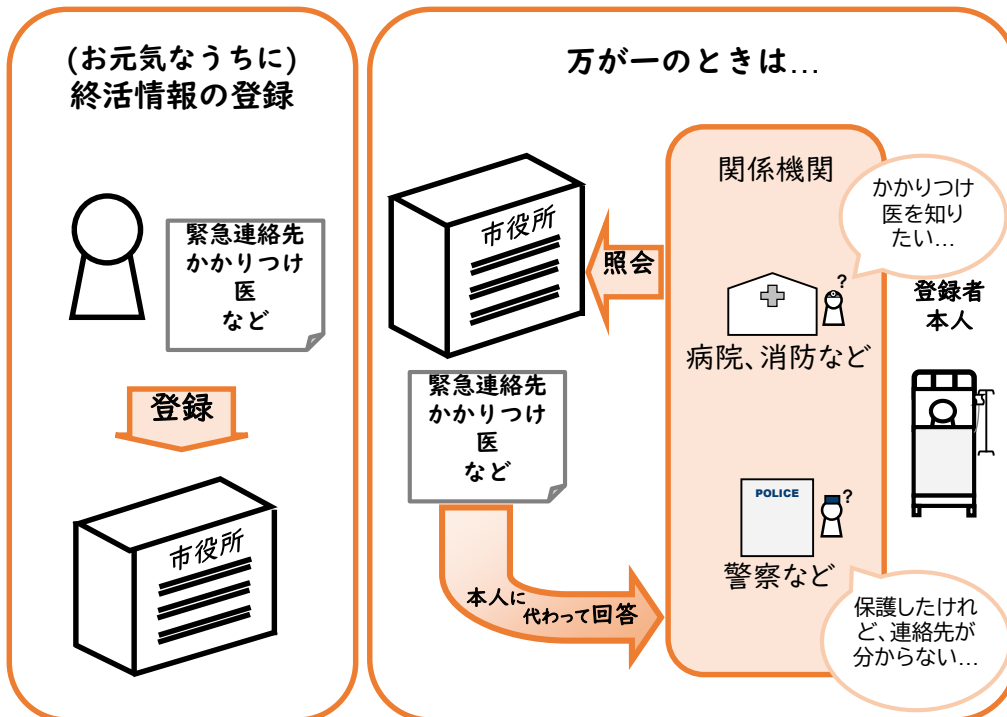 (お元気なうちに)
終活情報の登録
緊急連絡先
かかりつけ
医
など
登録
市役所
万が一のときは…
市役所
照会
緊急連絡先
かかりつけ
医
など
本人に
代わって回答
関係機関
かかりつけ
医を知り
たい…
?
病院、消防など
登録者
本人
POLICE
?
警察など
保護したけれ
ど、連絡先が
分からない…